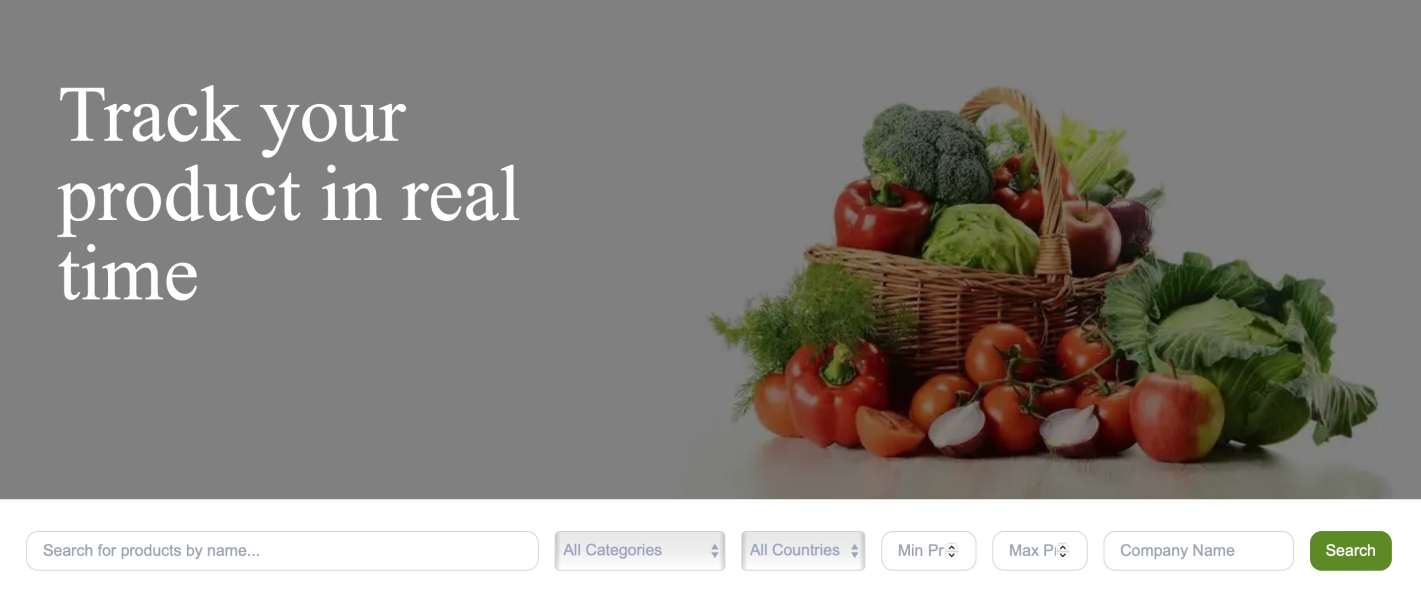 Track your
product in real
time
Search for products by name...
All Categories
All Countries
Min Pr
Max Pr
Company Name
Search